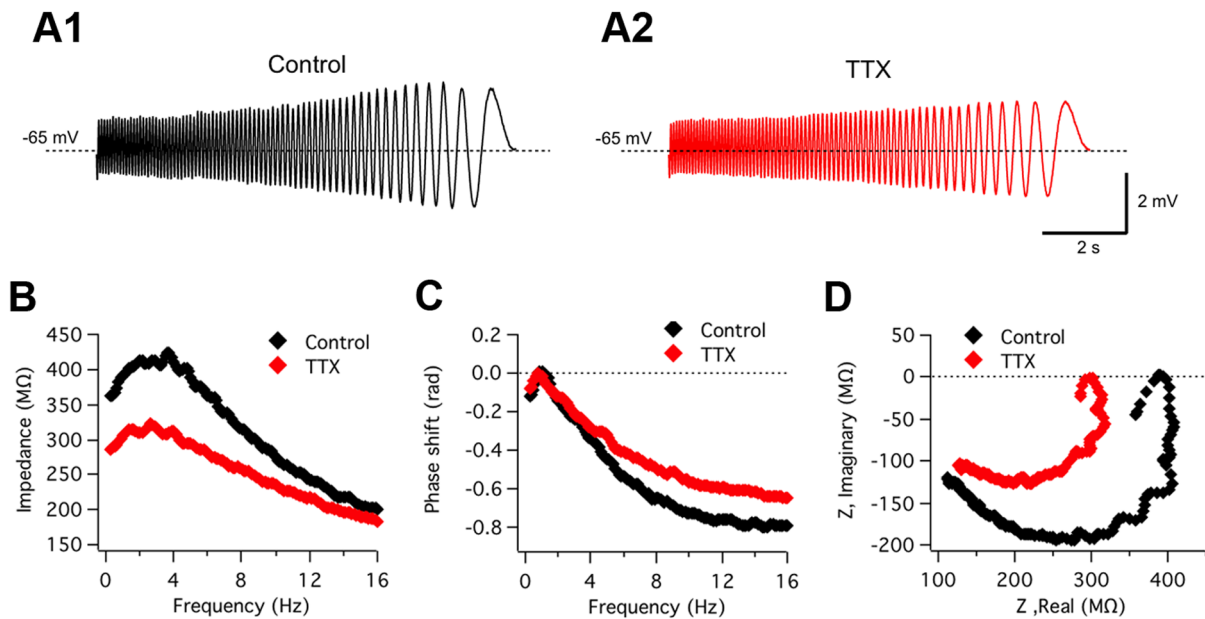 A1
A2
Control
TTX
-65 mV
-65 mV
2 mV
2 s
B
C
D
450
400
350
300
250
200
150
Impedance (MΩ)
Control
TTX
0
4
8
12
16
Frequency (Hz)
0.2
0.0
-0.2
-0.4
-0.6
-0.8
Phase shift (rad)
Control
TTX
0
4
8
12
16
Frequency (Hz)
50
0
-50
-100
-150
-200
Z, Imaginary (MΩ)
Control
TTX
100
200
300
400
Z ,Real (MΩ)